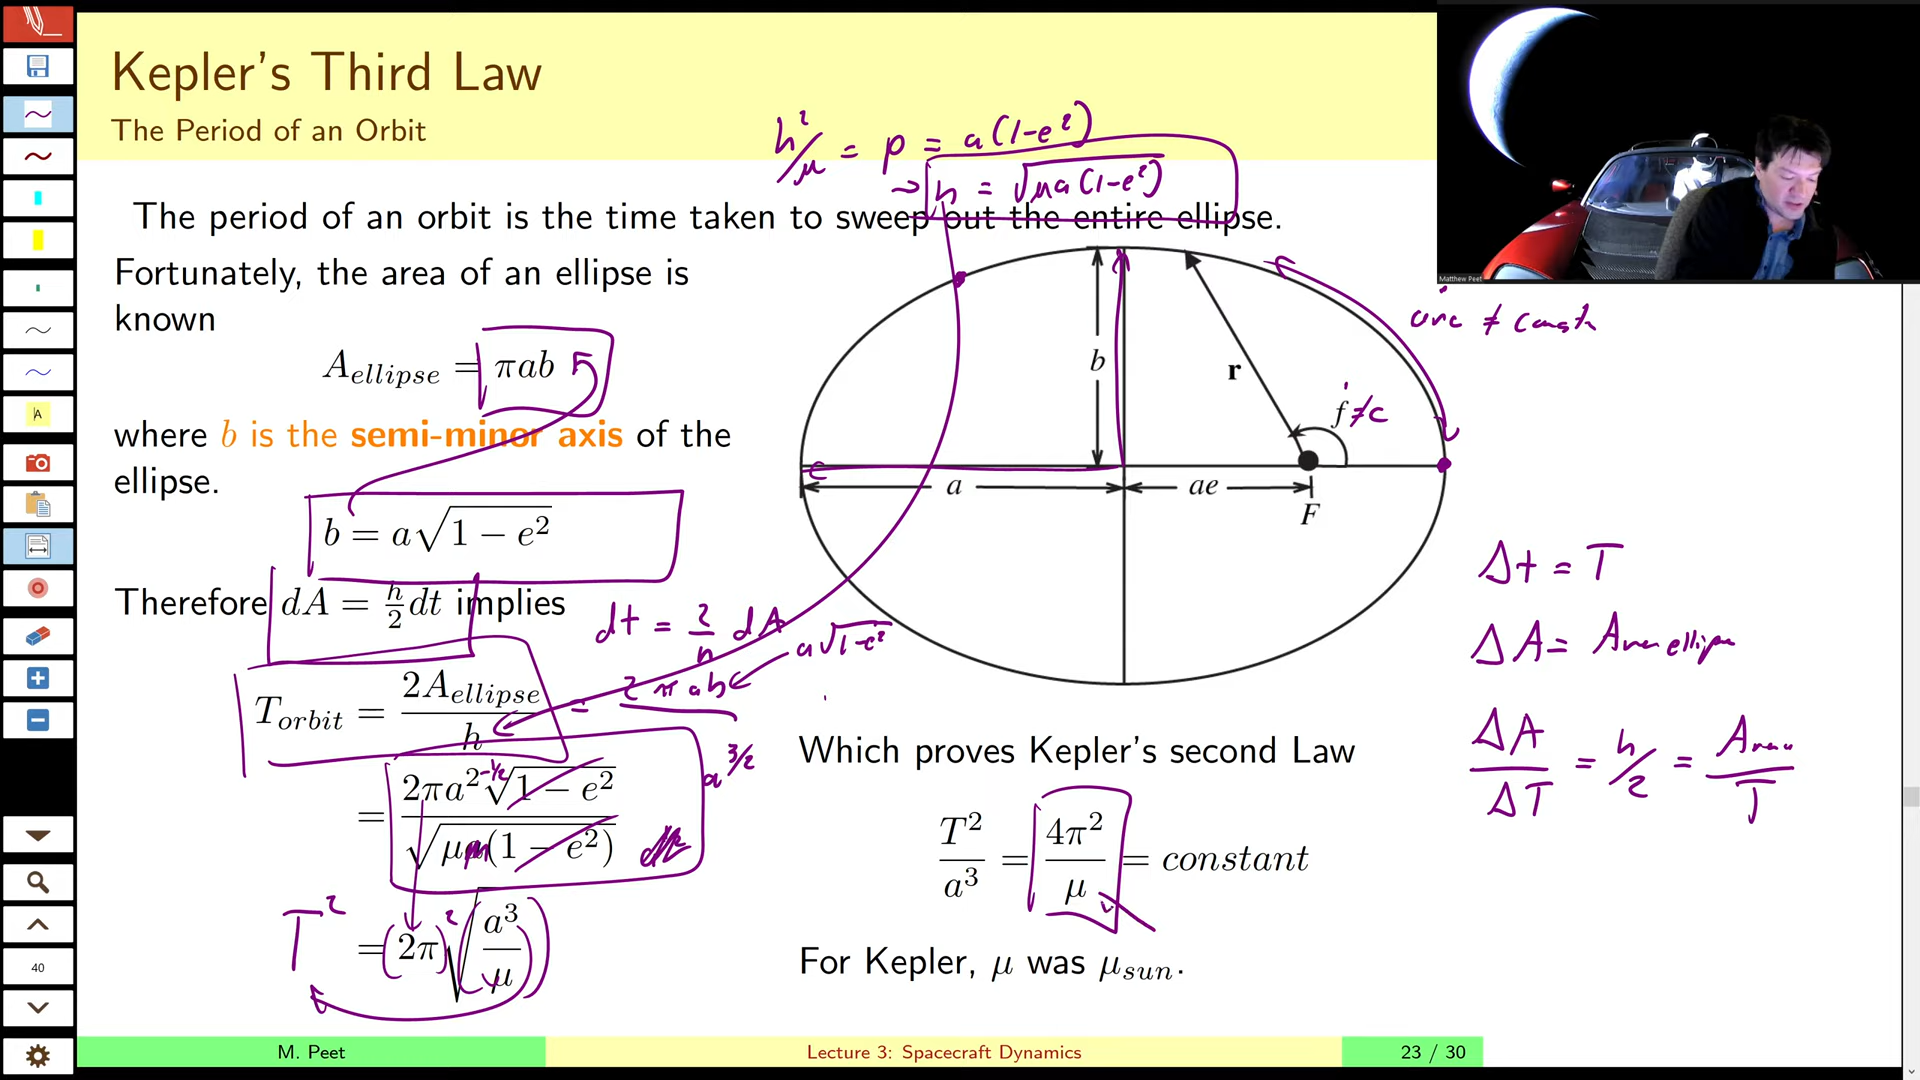 Kepler's Third Law
The Period of an Orbit
h²/μ = p = a(1-e²)
→ h = √μa(1-e²)
The period of an orbit is the time taken to sweep out the entire ellipse.
Fortunately, the area of an ellipse is
known
A_ellipse = πab
where b is the semi-minor axis of the
ellipse.
b = a√1 − e²
Therefore dA = h/2 dt implies
dt = 2/h dA
a√1-e²
T_orbit = 2A_ellipse/h = 2πab
= 2πa²√1 − e² / √μa(1 − e²)
-1/2
a^3/2
T² = (2π)² √(a³/μ)
b
r
f ≠ c
a
ae
F
Matthew Peet
≠ const
Δt = T
ΔA = Area ellipse
ΔA/ΔT = h/2 = Area/T
Which proves Kepler's second Law
T²/a³ = 4π²/μ = constant
For Kepler, μ was μ_sun.
A
40
M. Peet
Lecture 3: Spacecraft Dynamics
23 / 30